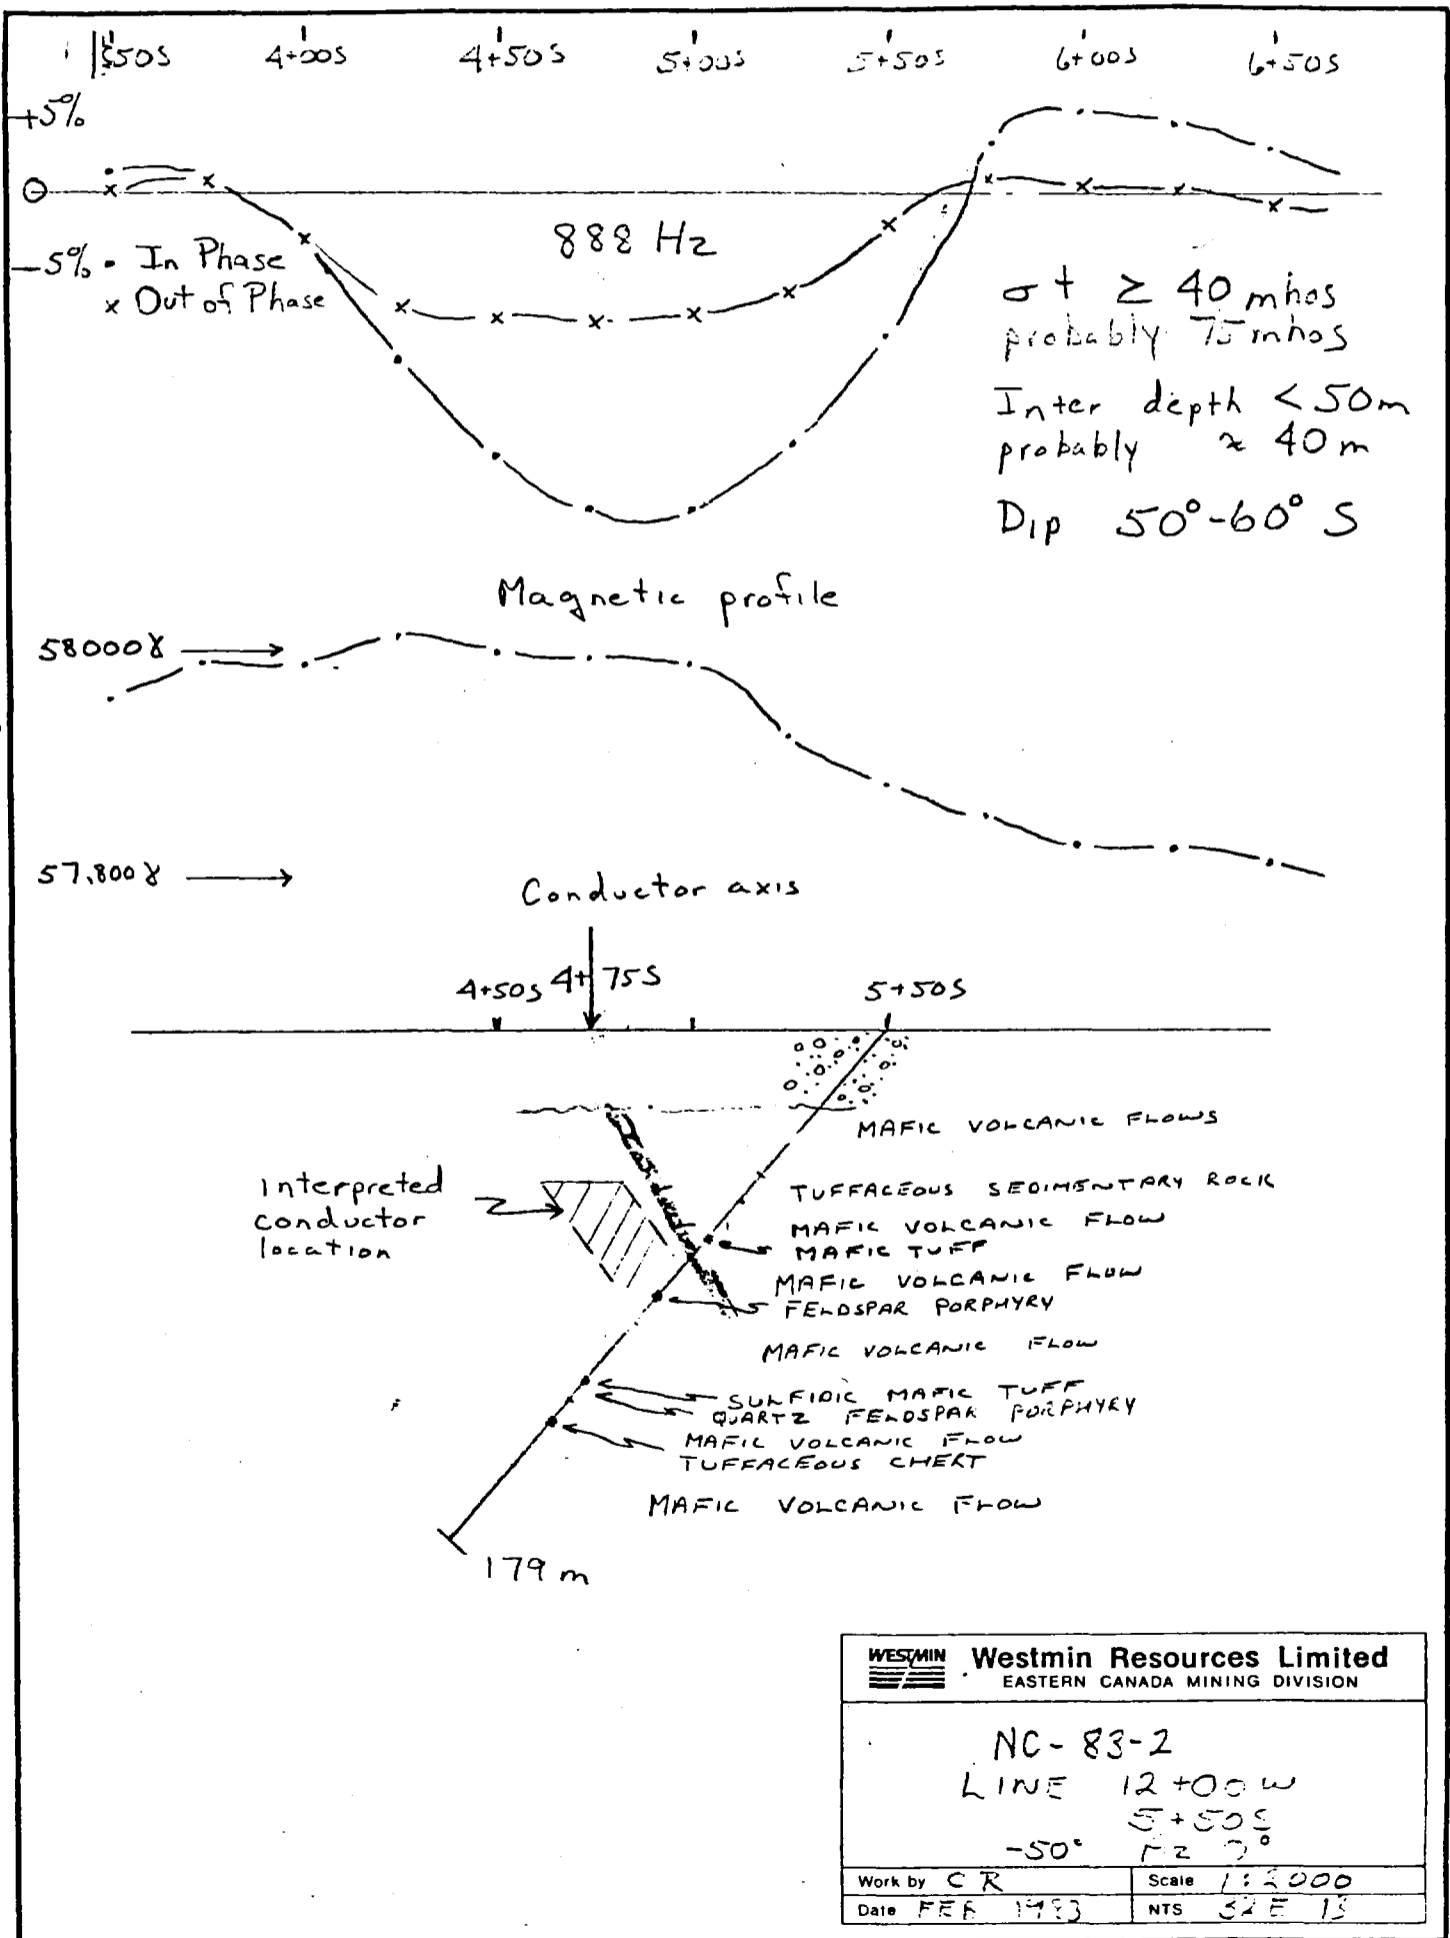 3+50S 4+00S 4+50S 5+00S 5+50S 6+00S 6+50S
+5%
0
-5%
• In Phase
x Out of Phase
888 Hz
σt ≥ 40 mhos
probably 75 mhos
Inter depth < 50m
probably ≈ 40 m
Dip 50°-60° S
Magnetic profile
58000γ
57,800γ
Conductor axis
4+50S 4+75S 5+50S
MAFIC VOLCANIC FLOWS
Interpreted
conductor
location
TUFFACEOUS SEDIMENTARY ROCK
MAFIC VOLCANIC FLOW
MAFIC TUFF
MAFIC VOLCANIC FLOW
FELDSPAR PORPHYRY
MAFIC VOLCANIC FLOW
SULFIDIC MAFIC TUFF
QUARTZ FELDSPAR PORPHYRY
MAFIC VOLCANIC FLOW
TUFFACEOUS CHERT
MAFIC VOLCANIC FLOW
179 m
WESTMIN Westmin Resources Limited
EASTERN CANADA MINING DIVISION
NC-83-2
LINE 12+00W
5+50S
-50°
Work by CR
Scale 1:2000
Date FEB 1983
NTS 32E 13